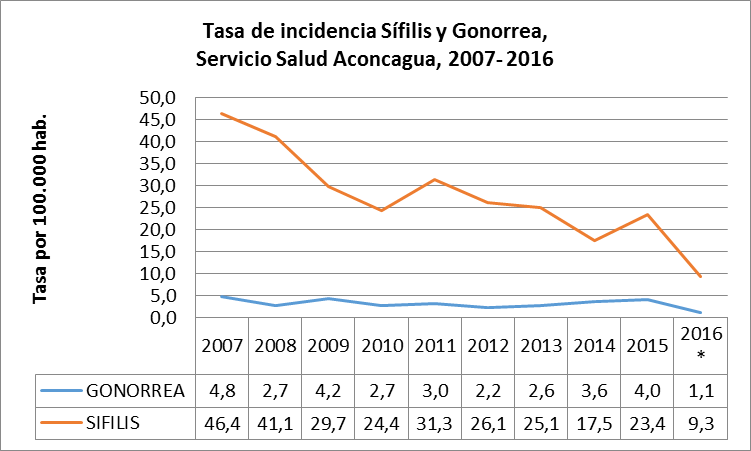 Tasa de incidencia Sífilis y Gonorrea,
Servicio Salud Aconcagua, 2007- 2016
Tasa por 100.000 hab.
50,0
45,0
40,0
35,0
30,0
25,0
20,0
15,0
10,0
5,0
0,0
2007 2008 2009 2010 2011 2012 2013 2014 2015 2016
*
GONORREA 4,8 2,7 4,2 2,7 3,0 2,2 2,6 3,6 4,0 1,1
SIFILIS 46,4 41,1 29,7 24,4 31,3 26,1 25,1 17,5 23,4 9,3